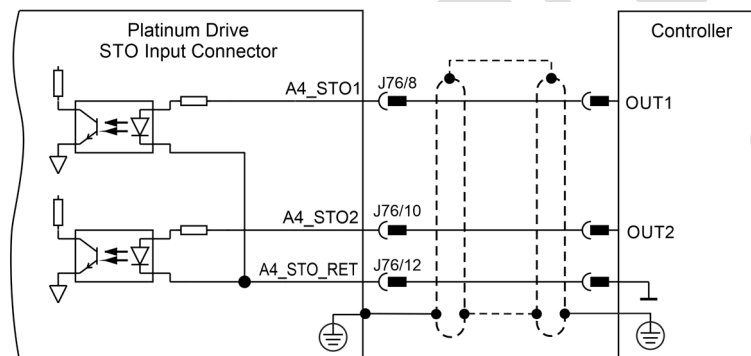 Platinum Drive
STO Input Connector
Controller
A4_STO1
J76/8
OUT1
A4_STO2
J76/10
OUT2
A4_STO_RET
J76/12